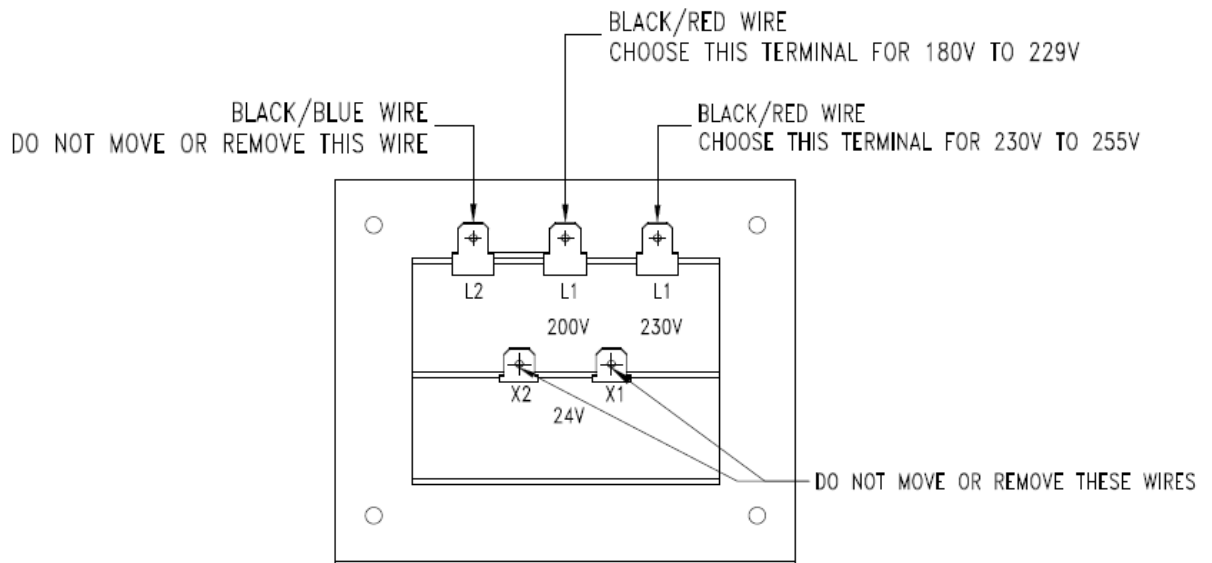 BLACK/RED WIRE
CHOOSE THIS TERMINAL FOR 180V TO 229V
BLACK/BLUE WIRE
DO NOT MOVE OR REMOVE THIS WIRE
BLACK/RED WIRE
CHOOSE THIS TERMINAL FOR 230V TO 255V
L2 L1 L1
200V 230V
X2 X1
24V
DO NOT MOVE OR REMOVE THESE WIRES